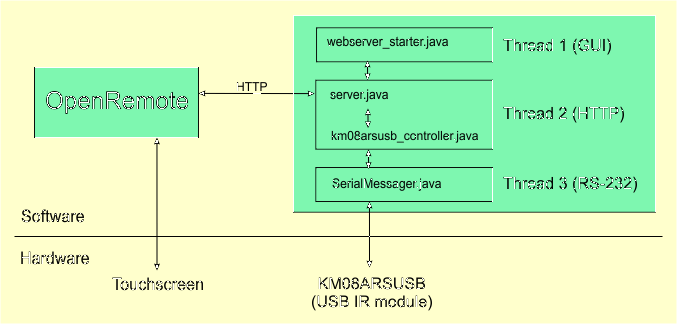 webserver_starter.java
Thread 1 (GUI)
OpenRemote
HTTP
server.java
km08arsusb_controller.java
Thread 2 (HTTP)
SerialMessager.java
Thread 3 (RS-232)
Software
Hardware
Touchscreen
KM08ARSUSB
(USB IR module)